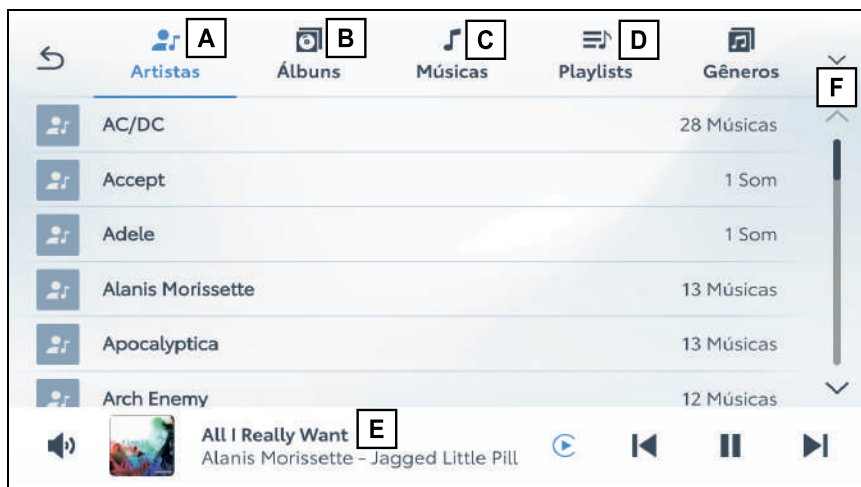 A
B
C
D
Artistas Álbuns Músicas Playlists Gêneros
F
AC/DC 28 Músicas
Accept 1 Som
Adele 1 Som
Alanis Morissette 13 Músicas
Apocalyptica 13 Músicas
Arch Enemy 12 Músicas
All I Really Want E
Alanis Morissette - Jagged Little Pill